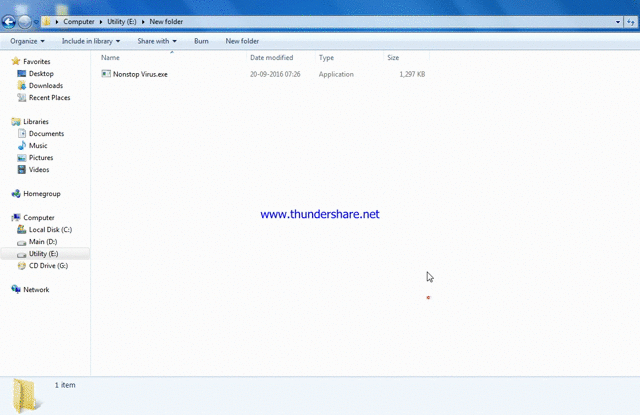 Computer Utility (E:) New folder
Organize Include in library Share with Burn New folder
Name Date modified Type Size
Nonstop Virus.exe 20-09-2016 07:26 Application 1,297 KB
Favorites
Desktop
Downloads
Recent Places
Libraries
Documents
Music
Pictures
Videos
Homegroup
Computer
Local Disk (C:)
Main (D:)
Utility (E:)
CD Drive (G:)
Network
www.thundershare.net
1 item